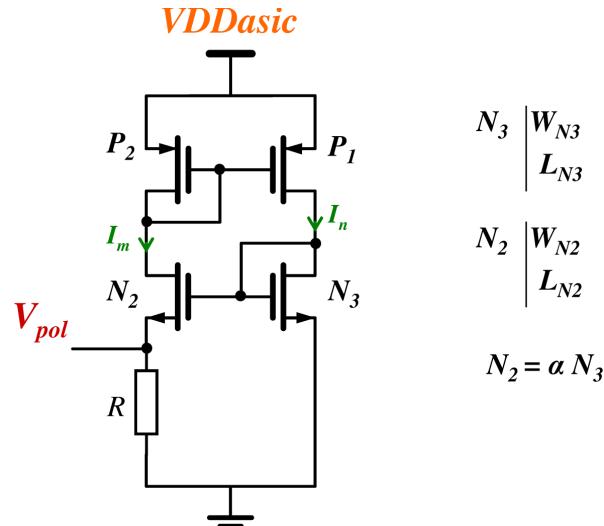 VDDasic
P2
P1
Im
In
N2
N3
Vpol
R
N3 WN3
LN3
N2 WN2
LN2
N2 = α N3